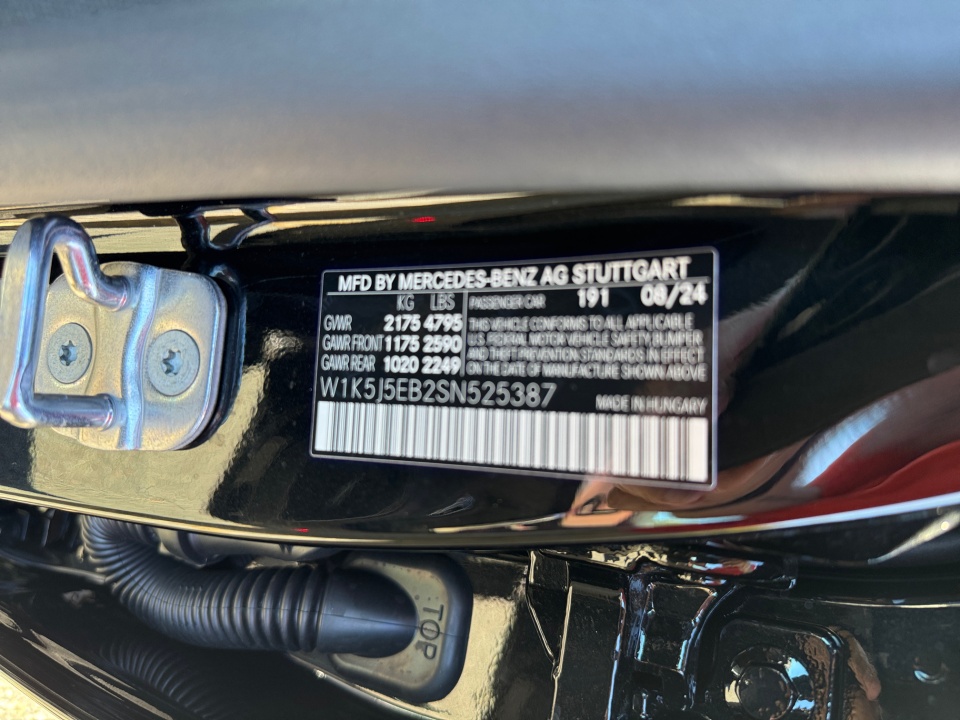 MFD BY MERCEDES-BENZ AG STUTTGART
KG LBS
GVWR 2175 4795
GAWR FRONT 1175 2590
GAWR REAR 1020 2249
PASSENGER CAR 191 08/24
THIS VEHICLE CONFORMS TO ALL APPLICABLE
U.S. FEDERAL MOTOR VEHICLE SAFETY, BUMPER
AND THEFT PREVENTION STANDARDS IN EFFECT
ON THE DATE OF MANUFACTURE SHOWN ABOVE
W1K5J5EB2SN525387
MADE IN HUNGARY
TOP